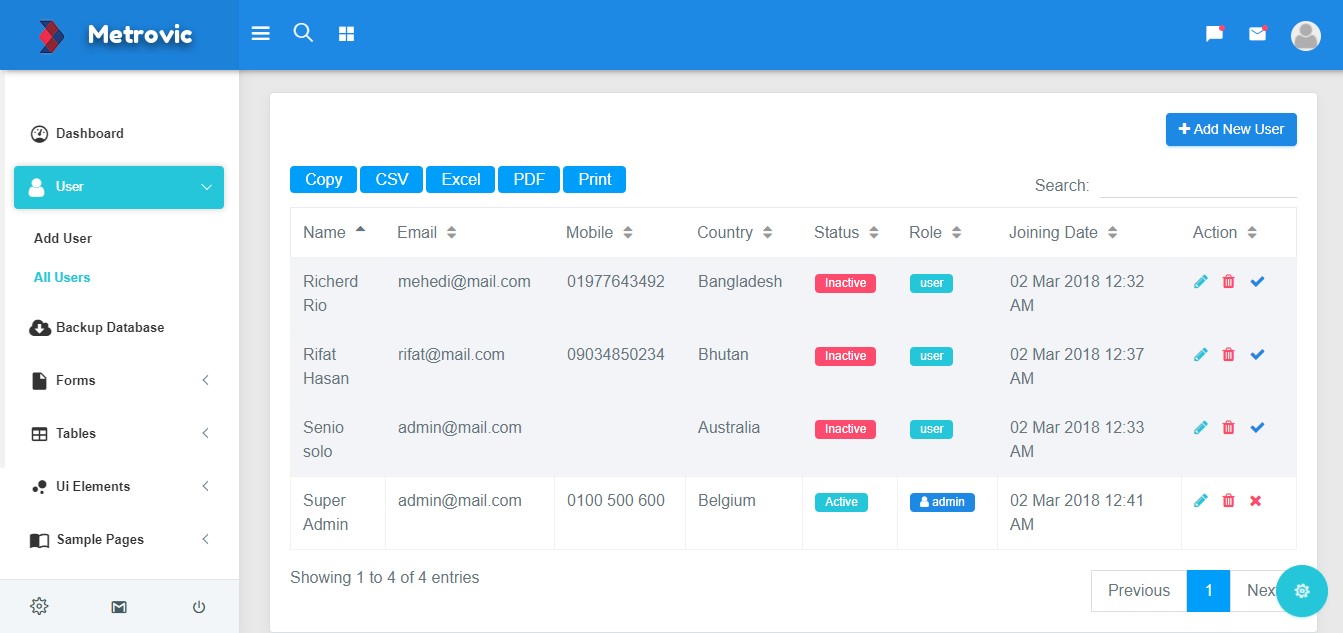 Metrovic
Dashboard
User
Add User
All Users
Backup Database
Forms
Tables
Ui Elements
Sample Pages
Add New User
Copy CSV Excel PDF Print
Search:
Name Email Mobile Country Status Role Joining Date Action
Richerd mehedi@mail.com 01977643492 Bangladesh Inactive user 02 Mar 2018 12:32
Rio AM
Rifat rifat@mail.com 09034850234 Bhutan Inactive user 02 Mar 2018 12:37
Hasan AM
Senio admin@mail.com Australia Inactive user 02 Mar 2018 12:33
solo AM
Super admin@mail.com 0100 500 600 Belgium Active admin 02 Mar 2018 12:41
Admin AM
Showing 1 to 4 of 4 entries
Previous 1 Nex